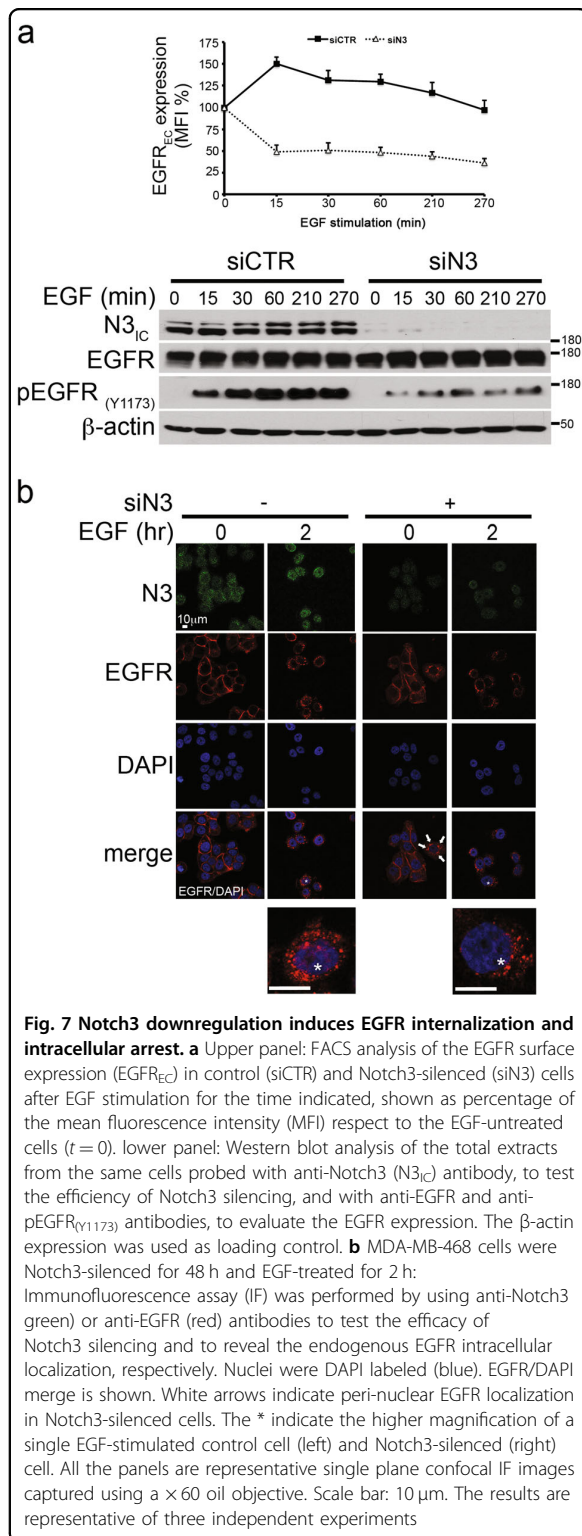 a
siCTR siN3
EGFR_EC expression
(MFI %)
175
150
125
100
75
50
25
0
0 15 30 60 210 270
EGF stimulation (min)
siCTR siN3
EGF (min) 0 15 30 60 210 270 0 15 30 60 210 270
N3_IC
180
EGFR
180
pEGFR (Y1173)
180
β-actin
50
b
siN3 - +
EGF (hr) 0 2 0 2
N3
10μm
EGFR
DAPI
merge
EGFR/DAPI
*
* *
Fig. 7 Notch3 downregulation induces EGFR internalization and
intracellular arrest. a Upper panel: FACS analysis of the EGFR surface
expression (EGFR_EC) in control (siCTR) and Notch3-silenced (siN3) cells
after EGF stimulation for the time indicated, shown as percentage of
the mean fluorescence intensity (MFI) respect to the EGF-untreated
cells (t = 0). lower panel: Western blot analysis of the total extracts
from the same cells probed with anti-Notch3 (N3_IC) antibody, to test
the efficiency of Notch3 silencing, and with anti-EGFR and anti-
pEGFR(Y1173) antibodies, to evaluate the EGFR expression. The β-actin
expression was used as loading control. b MDA-MB-468 cells were
Notch3-silenced for 48 h and EGF-treated for 2 h:
Immunofluorescence assay (IF) was performed by using anti-Notch3
green) or anti-EGFR (red) antibodies to test the efficacy of
Notch3 silencing and to reveal the endogenous EGFR intracellular
localization, respectively. Nuclei were DAPI labeled (blue). EGFR/DAPI
merge is shown. White arrows indicate peri-nuclear EGFR localization
in Notch3-silenced cells. The * indicate the higher magnification of a
single EGF-stimulated control cell (left) and Notch3-silenced (right)
cell. All the panels are representative single plane confocal IF images
captured using a × 60 oil objective. Scale bar: 10 μm. The results are
representative of three independent experiments